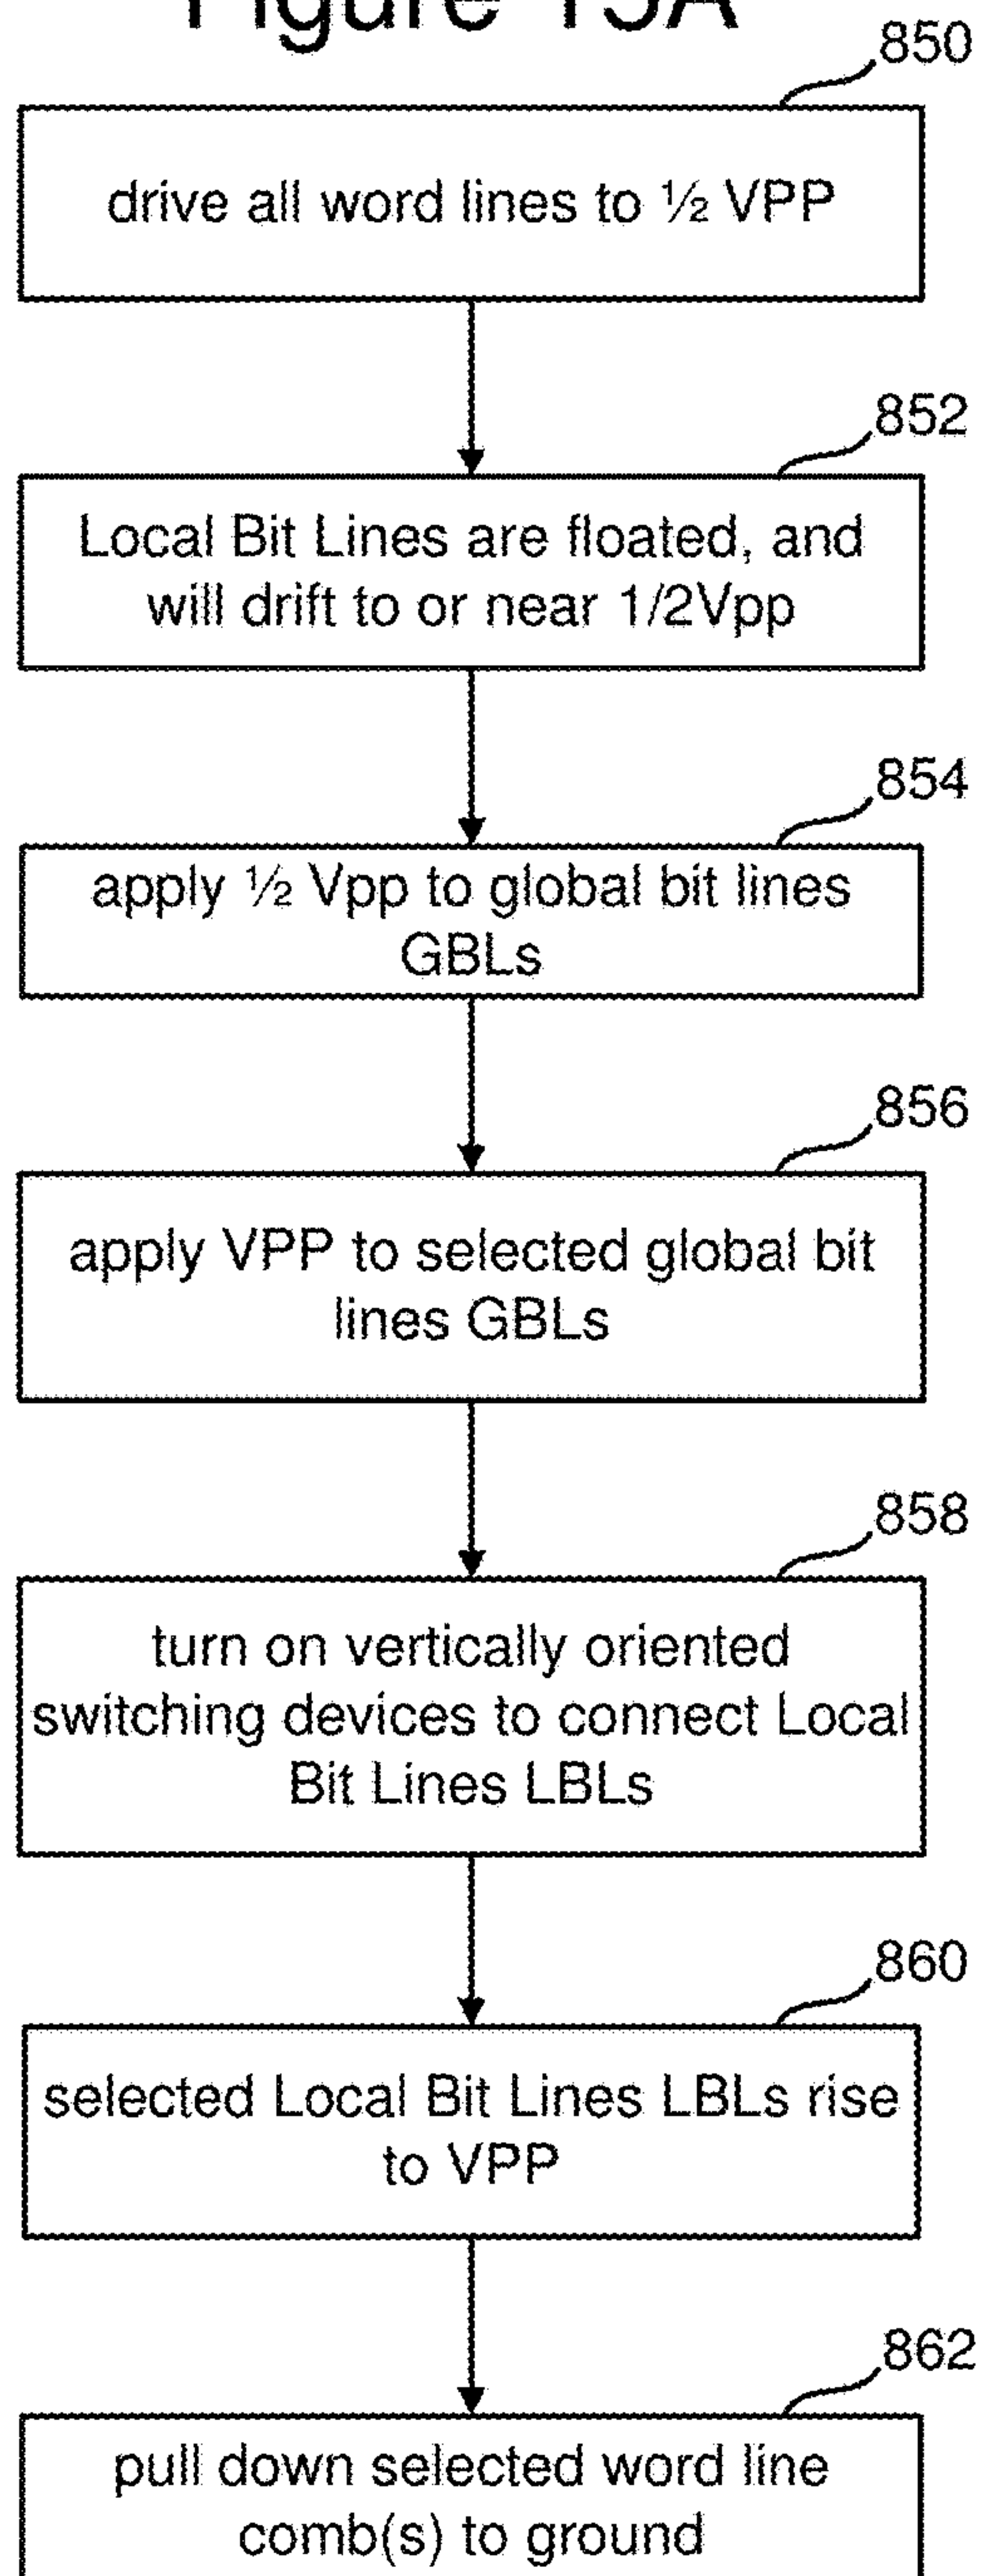 Figure 15A
850
drive all word lines to ½ VPP
852
Local Bit Lines are floated, and
will drift to or near 1/2Vpp
854
apply ½ Vpp to global bit lines
GBLs
856
apply VPP to selected global bit
lines GBLs
858
turn on vertically oriented
switching devices to connect Local
Bit Lines LBLs
860
selected Local Bit Lines LBLs rise
to VPP
862
pull down selected word line
comb(s) to ground